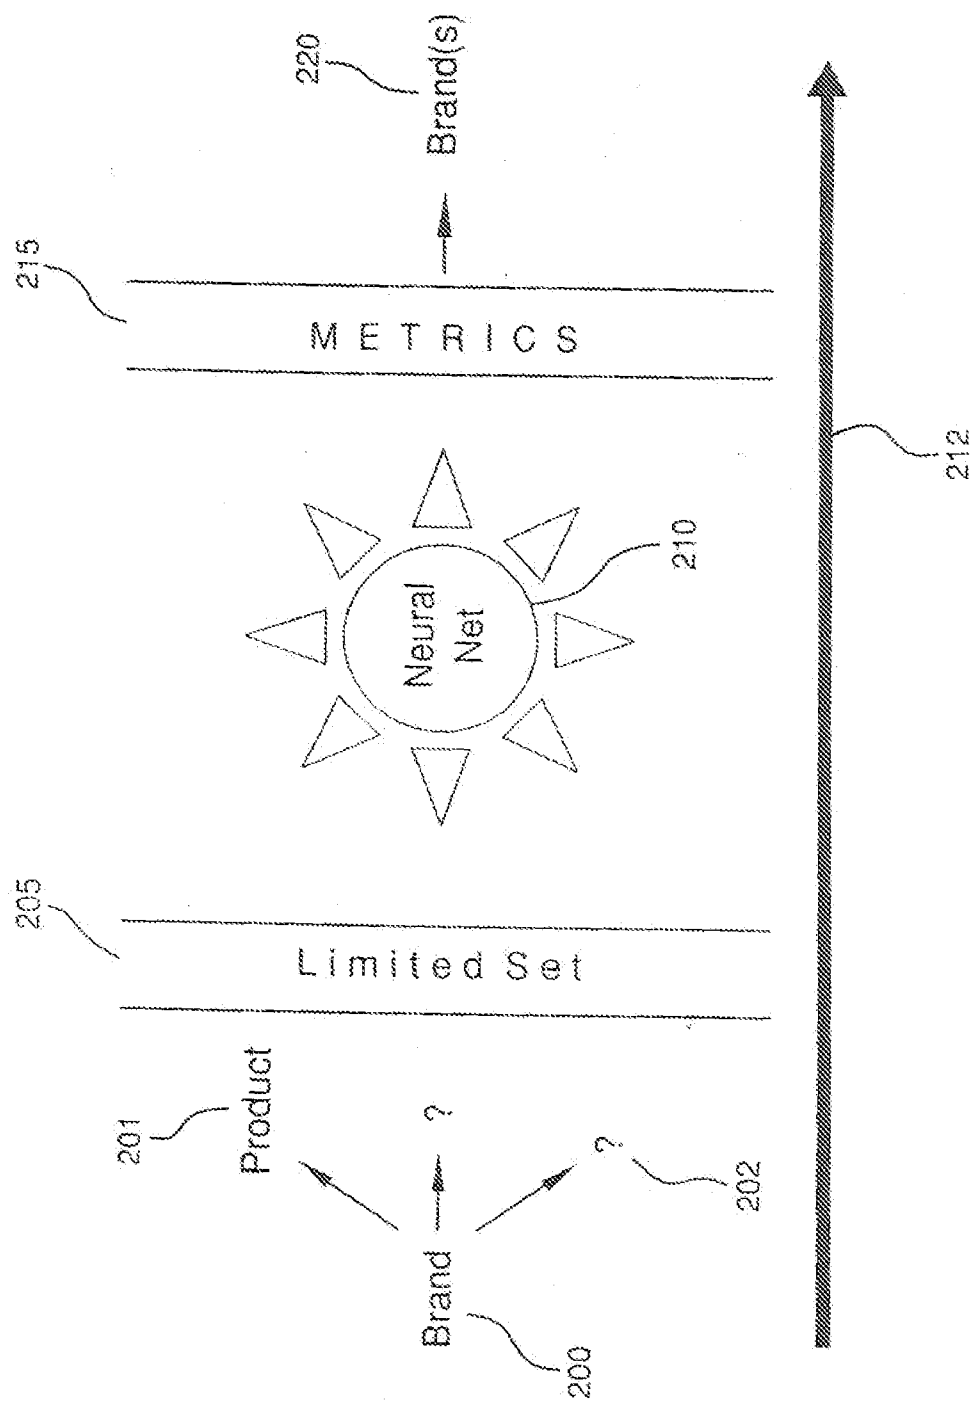 200
Brand
201
Product
?
?
202
205
Limited Set
Neural
Net
210
212
215
METRICS
220
Brand(s)